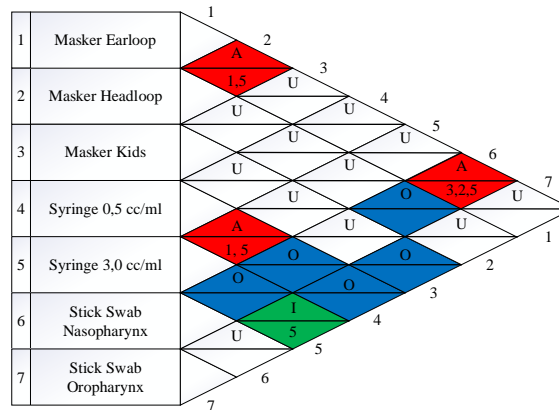 1
1 Masker Earloop
2
A
3
1,5
U
2 Masker Headloop
4
U
U
5
U
U
3 Masker Kids
6
U
U
A
7
O
3,2,5
U
4 Syringe 0,5 cc/ml
A
U
U
1
1, 5
O
O
5 Syringe 3,0 cc/ml
2
O
O
3
I
6 Stick Swab
Nasopharynx
4
U
5
5
7 Stick Swab
Oropharynx
6
7